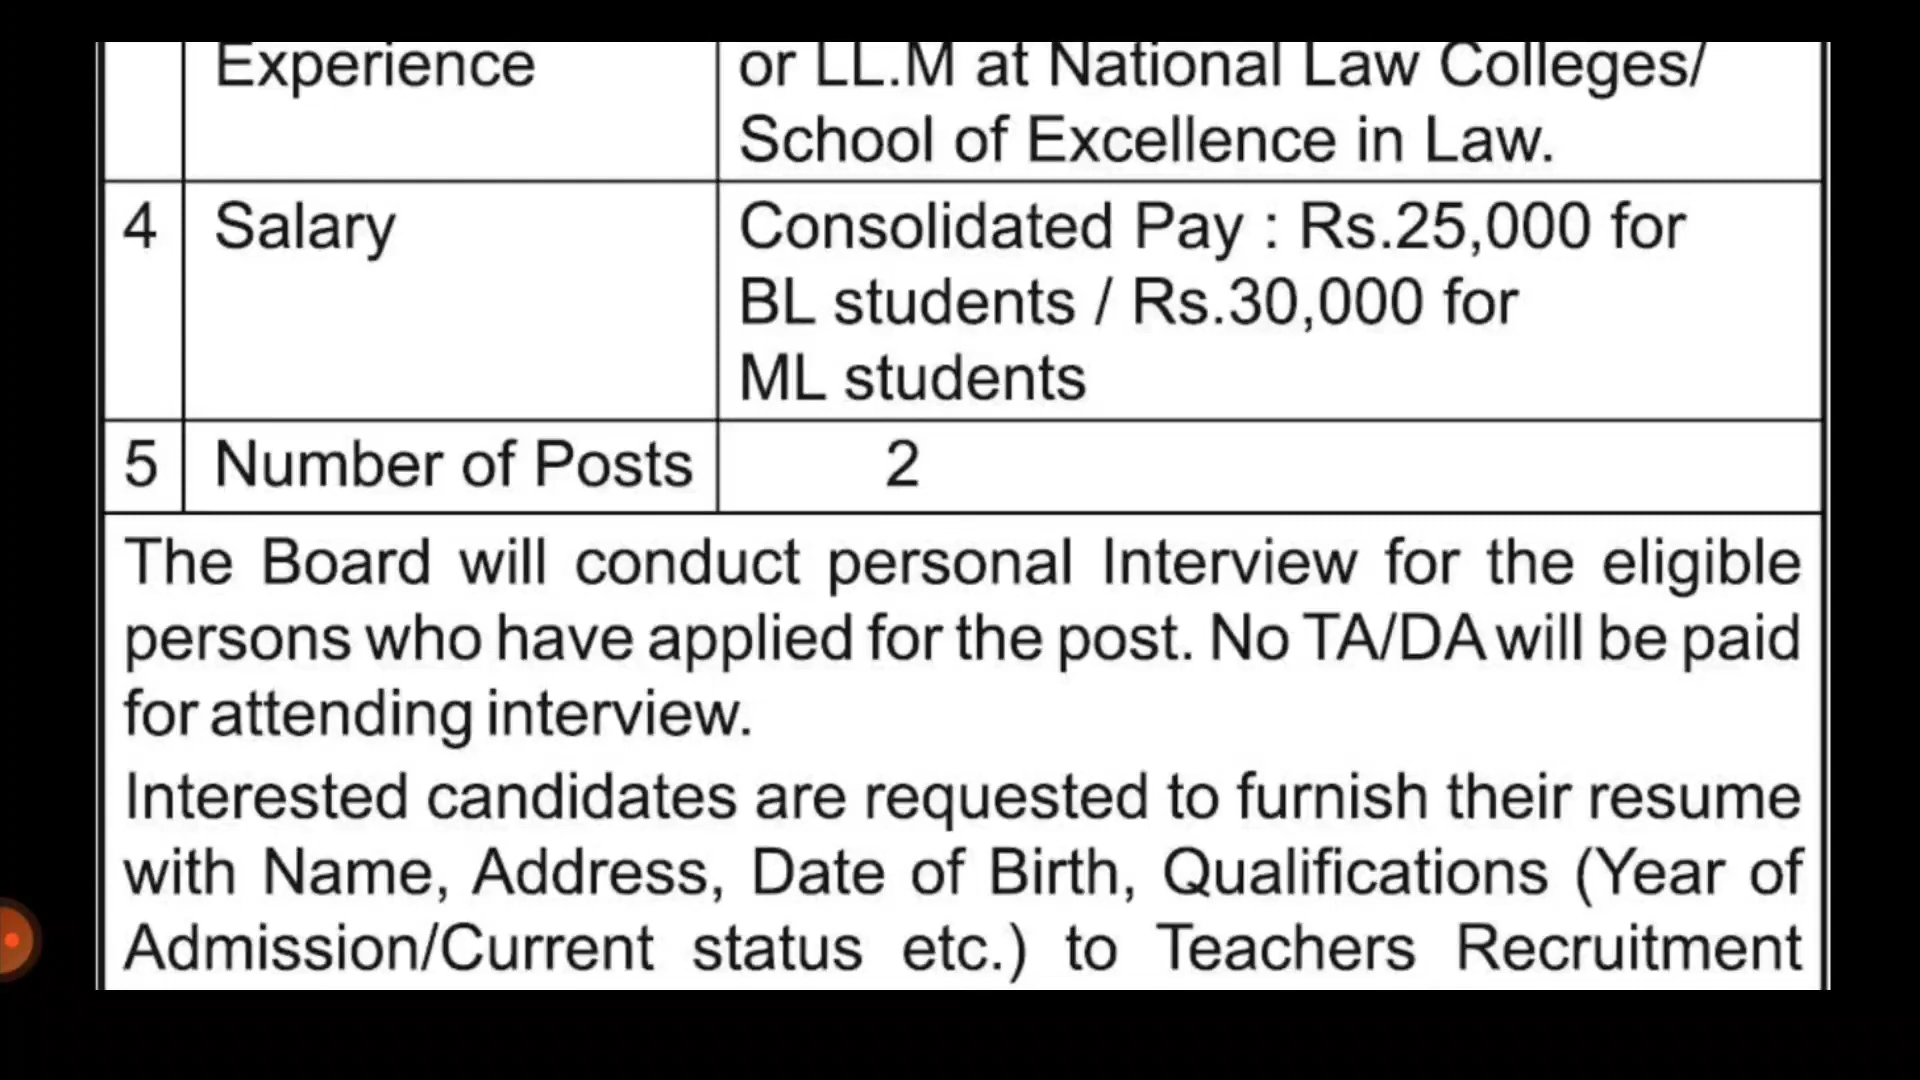 Experience
or LL.M at National Law Colleges/
School of Excellence in Law.
4 Salary
Consolidated Pay : Rs.25,000 for
BL students / Rs.30,000 for
ML students
5 Number of Posts 2
The Board will conduct personal Interview for the eligible
persons who have applied for the post. No TA/DA will be paid
for attending interview.
Interested candidates are requested to furnish their resume
with Name, Address, Date of Birth, Qualifications (Year of
Admission/Current status etc.) to Teachers Recruitment